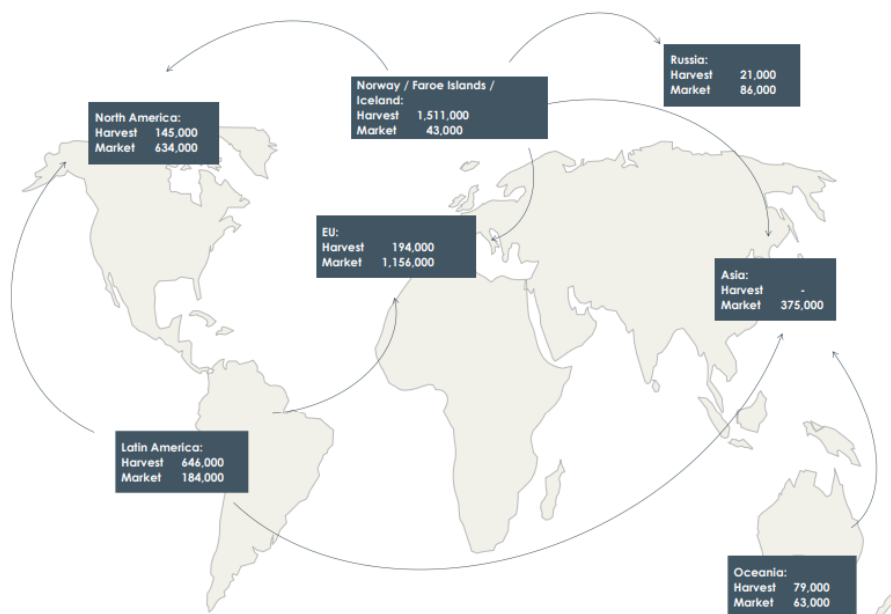 Russia:
Harvest 21,000
Market 86,000
Norway / Faroe Islands /
Iceland:
Harvest 1,511,000
Market 43,000
North America:
Harvest 145,000
Market 634,000
EU:
Harvest 194,000
Market 1,156,000
Asia:
Harvest -
Market 375,000
Latin America:
Harvest 646,000
Market 184,000
Oceania:
Harvest 79,000
Market 63,000